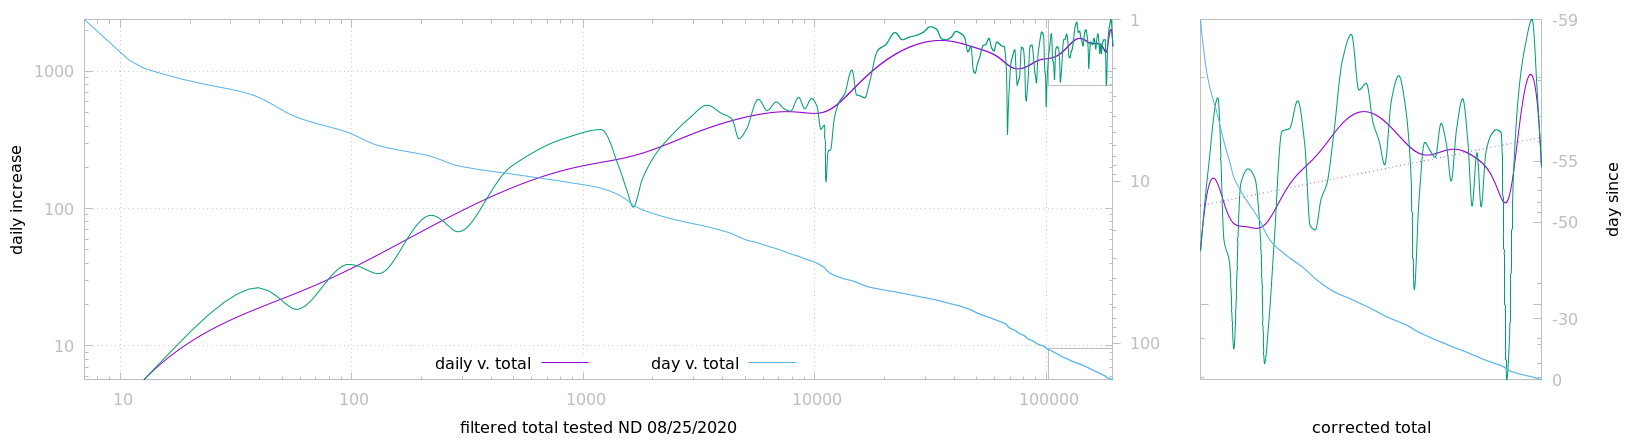 1000
100
10
daily increase
10
100
1000
10000
100000
filtered total tested ND 08/25/2020
daily v. total
day v. total
1
10
100
-59
-55
-50
-30
0
day since
corrected total